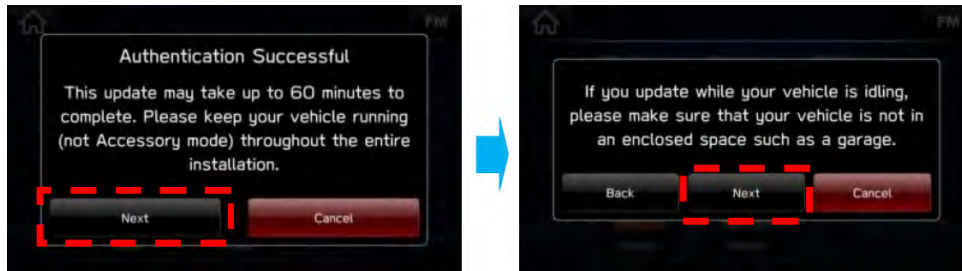 FM
Authentication Successful
This update may take up to 60 minutes to
complete. Please keep your vehicle running
(not Accessory mode) throughout the entire
installation.
Next
Cancel
FM
If you update while your vehicle is idling,
please make sure that your vehicle is not in
an enclosed space such as a garage.
Back
Next
Cancel